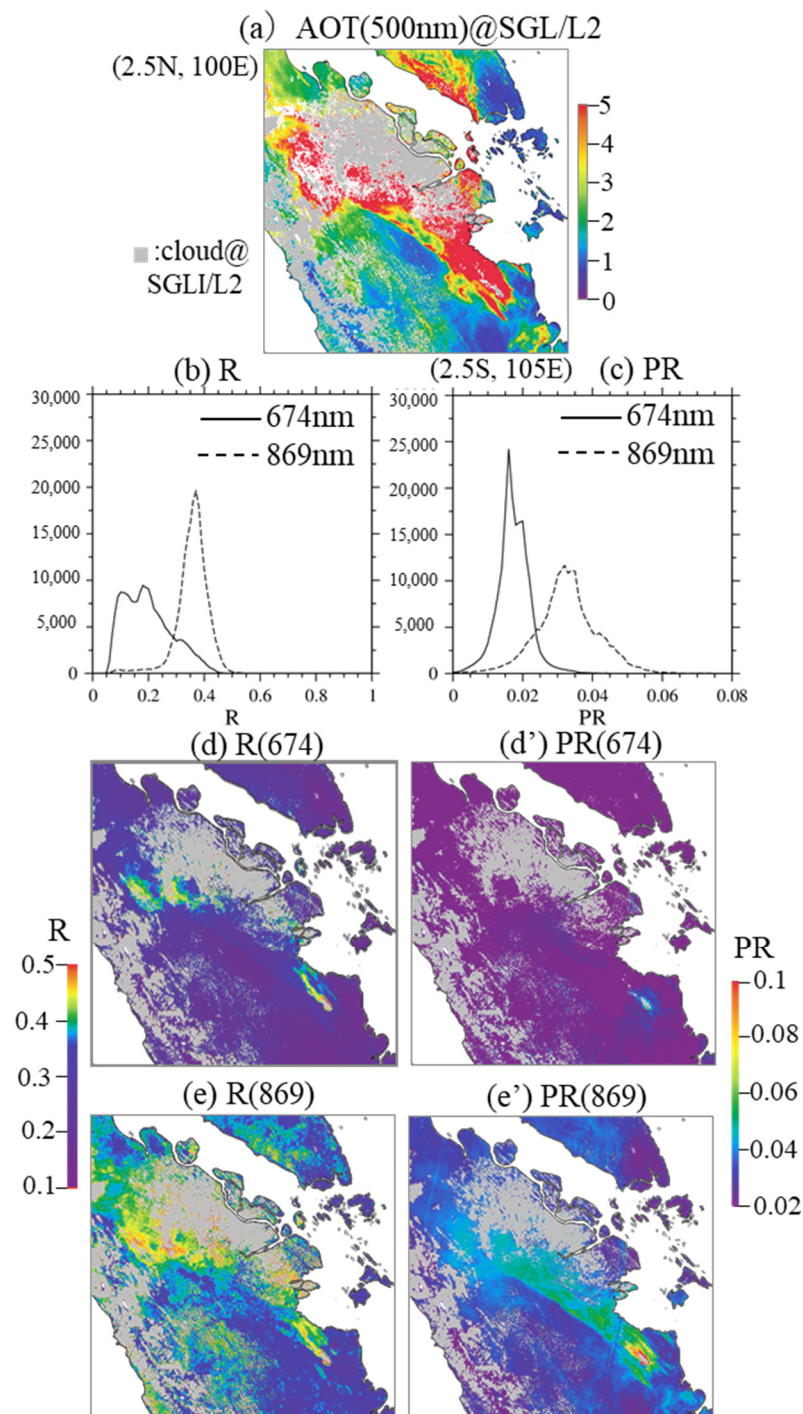 (a) AOT(500nm)@SGL/L2
(2.5N, 100E)
5
4
3
2
1
0
:cloud@
SGLI/L2
(2.5S, 105E)
(b) R
30,000
25,000
20,000
15,000
10,000
5,000
0
674nm
869nm
0 0.2 0.4 0.6 0.8 1
R
(c) PR
30,000
25,000
20,000
15,000
10,000
5,000
0
674nm
869nm
0 0.02 0.04 0.06 0.08
PR
(d) R(674)
(d’) PR(674)
R
0.5
0.4
0.3
0.2
0.1
PR
0.1
0.08
0.06
0.04
0.02
(e) R(869)
(e’) PR(869)